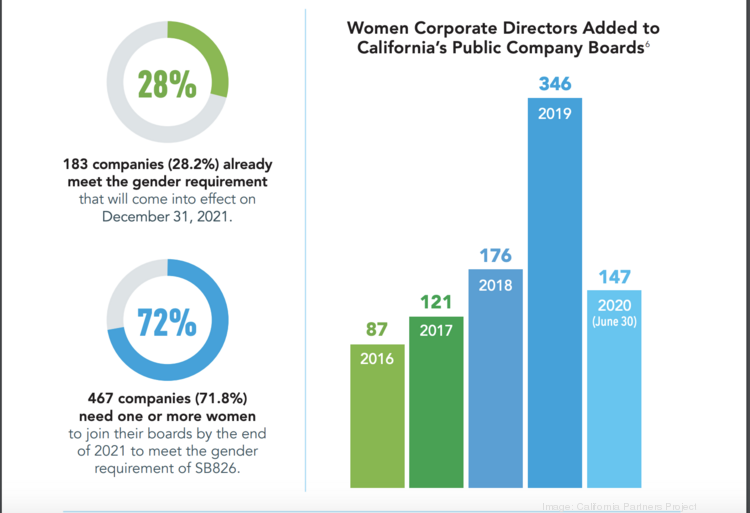 28%
183 companies (28.2%) already
meet the gender requirement
that will come into effect on
December 31, 2021.
72%
467 companies (71.8%)
need one or more women
to join their boards by the end
of 2021 to meet the gender
requirement of SB826.
Women Corporate Directors Added to
California's Public Company Boards⁶
87
2016
121
2017
176
2018
346
2019
147
2020
(June 30)
Image: California Partners Project